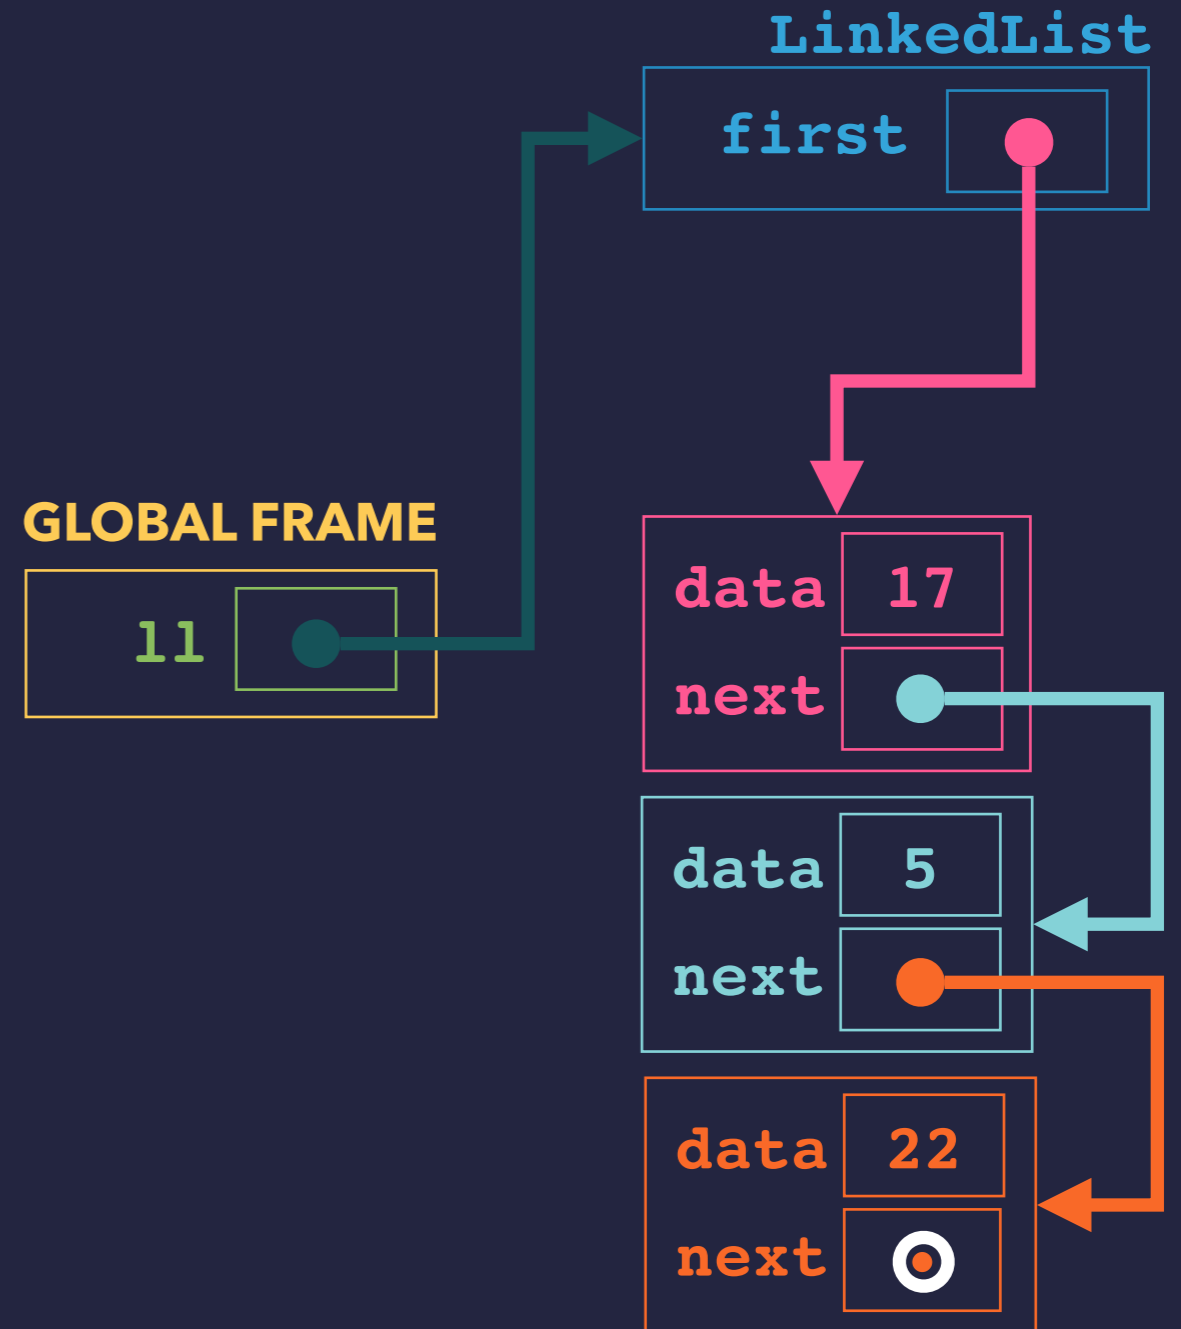 LinkedList
first
GLOBAL FRAME
ll
data 17
next
data 5
next
data 22
next